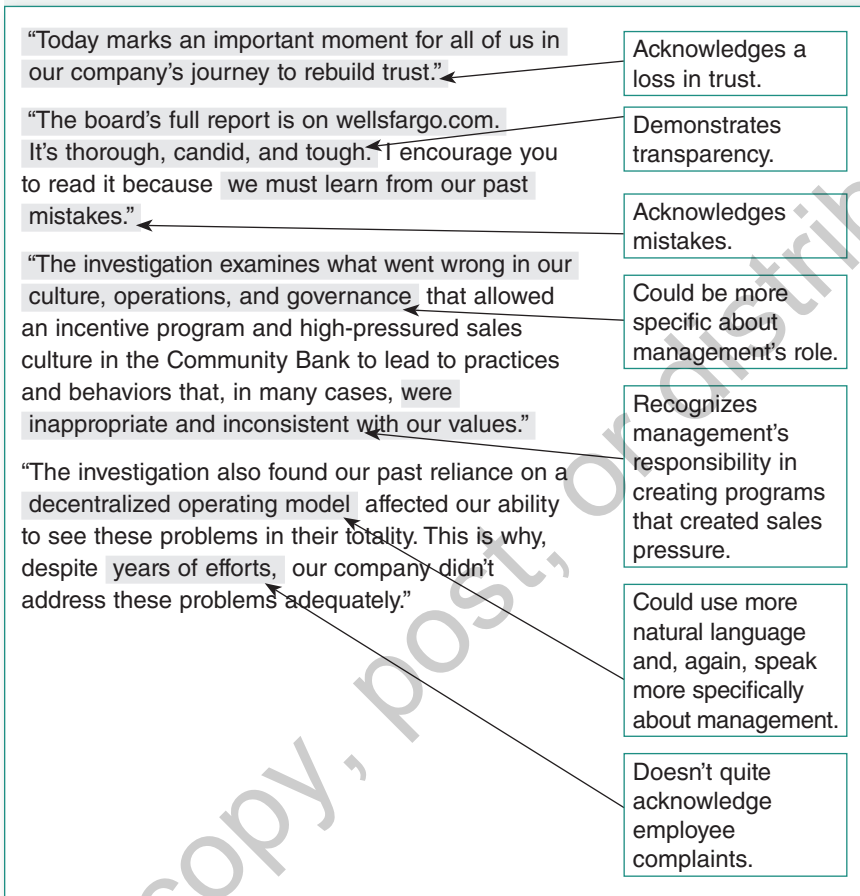 “Today marks an important moment for all of us in
our company’s journey to rebuild trust.”
“The board’s full report is on wellsfargo.com.
It’s thorough, candid, and tough. I encourage you
to read it because we must learn from our past
mistakes.”
“The investigation examines what went wrong in our
culture, operations, and governance that allowed
an incentive program and high-pressured sales
culture in the Community Bank to lead to practices
and behaviors that, in many cases, were
inappropriate and inconsistent with our values.”
“The investigation also found our past reliance on a
decentralized operating model affected our ability
to see these problems in their totality. This is why,
despite years of efforts, our company didn’t
address these problems adequately.”
Acknowledges a
loss in trust.
Demonstrates
transparency.
Acknowledges
mistakes.
Could be more
specific about
management’s role.
Recognizes
management’s
responsibility in
creating programs
that created sales
pressure.
Could use more
natural language
and, again, speak
more specifically
about management.
Doesn’t quite
acknowledge
employee
complaints.
copy, post, or distrib